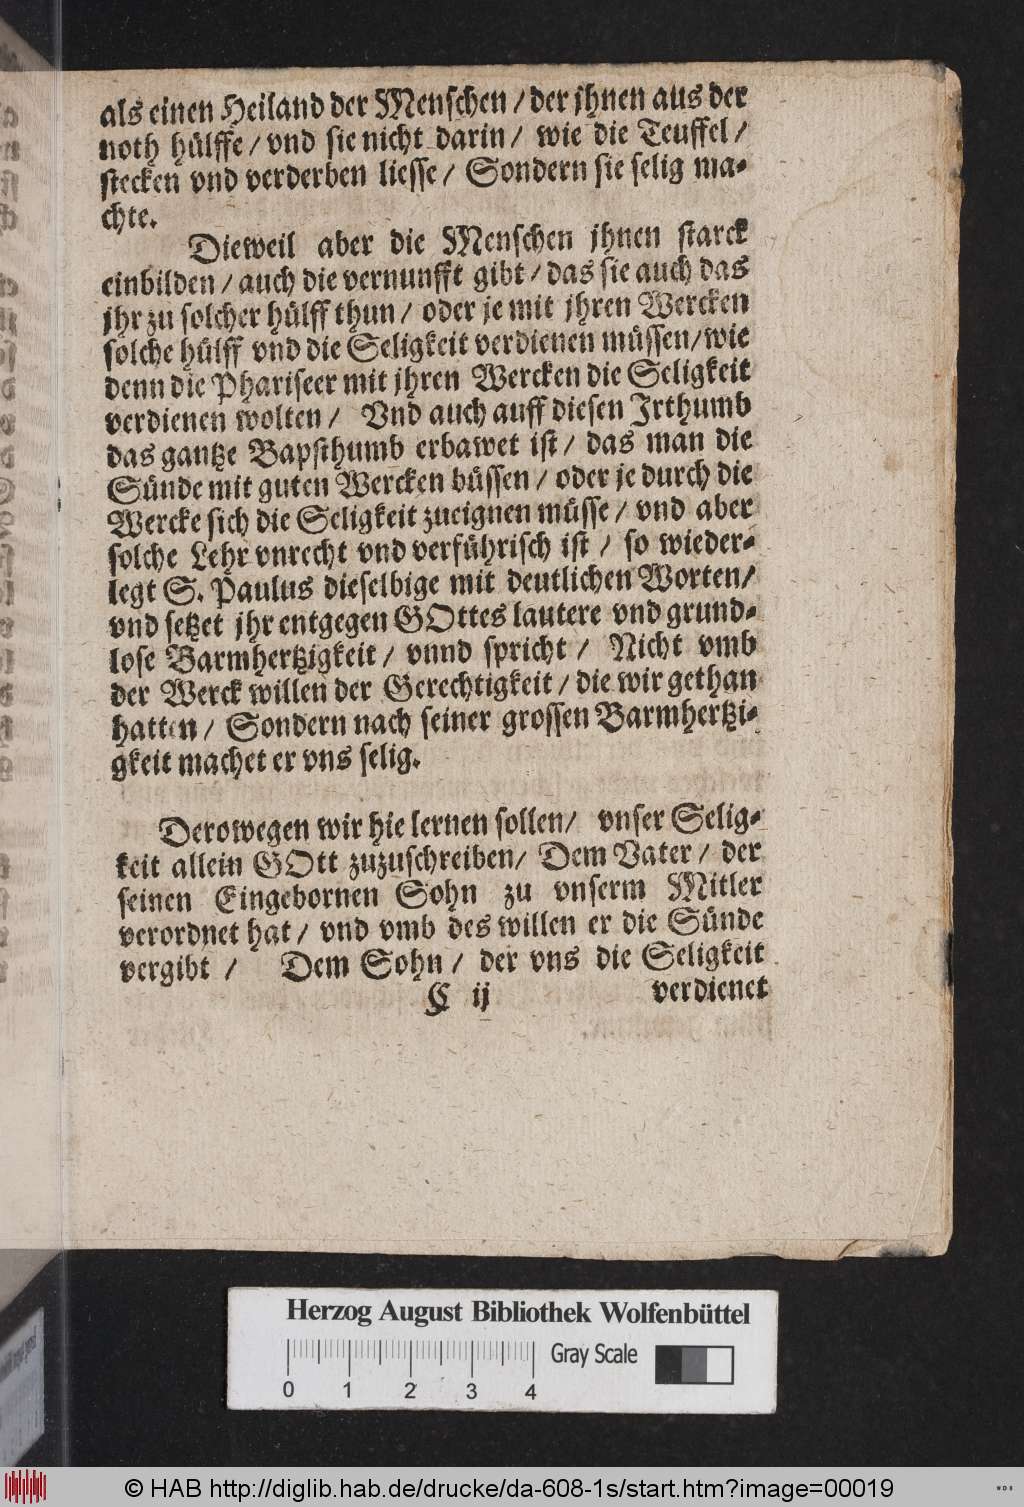 als einen Heiland der Menschen / der jhnen aus der
noth hülffe / vnd sie nicht darin / wie die Teuffel /
stecken vnd verderben liesse / Sondern sie selig ma-
chte.
Dieweil aber die Menschen jhnen starck
einbilden / auch die vernunfft gibt / das sie auch das
jhr zu solcher hülff thun / oder je mit jhren Wercken
solche hülff vnd die Seligkeit verdienen müssen / wie
denn die Phariseer mit jhren Wercken die Seligkeit
verdienen wolten / Vnd auch auff diesen Irthumb
das gantze Bapsthumb erbawet ist / das man die
Sünde mit guten Wercken büssen / oder je durch die
Wercke sich die Seligkeit zueignen müsse / vnd aber
solche Lehr vnrecht vnd verführisch ist / so wieder-
legt S. Paulus dieselbige mit deutlichen Worten /
vnd setzet jhr entgegen GOttes lautere vnd grund-
lose Barmhertzigkeit / vnnd spricht / Nicht vmb
der Werck willen der Gerechtigkeit / die wir gethan
hatten / Sondern nach seiner grossen Barmhertzi-
gkeit machet er vns selig.
Derowegen wir hie lernen sollen / vnser Selig-
keit allein GOtt zuzuschreiben / Dem Vater / der
seinen Eingebornen Sohn zu vnserm Mitler
verordnet hat / vnd vmb des willen er die Sünde
vergibt / Dem Sohn / der vns die Seligkeit
C ij verdienet
Herzog August Bibliothek Wolfenbüttel
Gray Scale
0 1 2 3 4
© HAB http://diglib.hab.de/drucke/da-608-1s/start.htm?image=00019